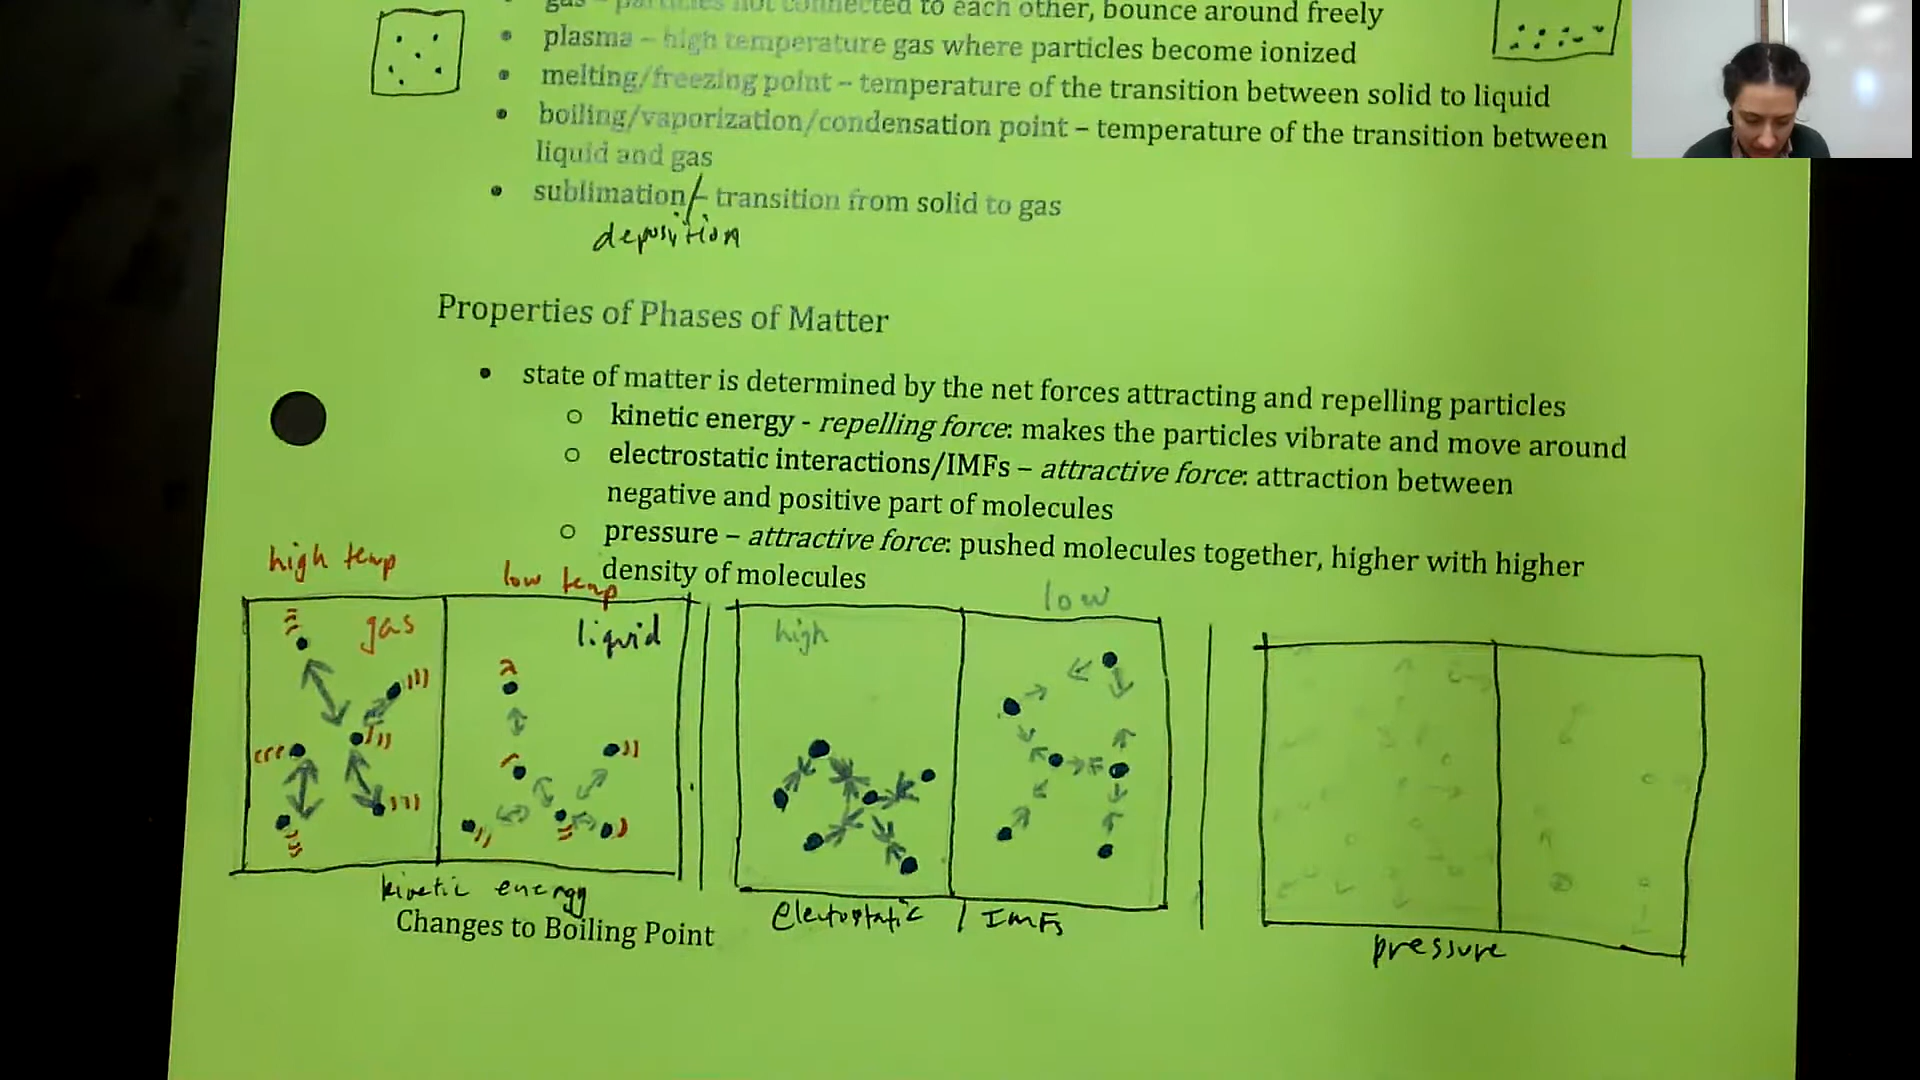 gas – particles not connected to each other, bounce around freely
• plasma – high temperature gas where particles become ionized
• melting/freezing point – temperature of the transition between solid to liquid
• boiling/vaporization/condensation point – temperature of the transition between
liquid and gas
• sublimation/– transition from solid to gas
deposition
Properties of Phases of Matter
• state of matter is determined by the net forces attracting and repelling particles
o kinetic energy - repelling force: makes the particles vibrate and move around
o electrostatic interactions/IMFs – attractive force: attraction between
negative and positive part of molecules
o pressure – attractive force: pushed molecules together, higher with higher
density of molecules
high temp
low temp
gas
liquid
high
low
kinetic energy
Electostatic / IMFs
pressure
Changes to Boiling Point